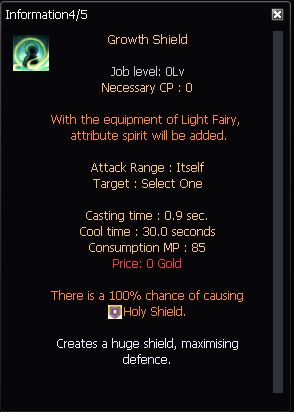 Information4/5
Growth Shield
Job level: 0Lv
Necessary CP : 0
With the equipment of Light Fairy,
attribute spirit will be added.
Attack Range : Itself
Target : Select One
Casting time : 0.9 sec.
Cool time : 30.0 seconds
Consumption MP : 85
Price: 0 Gold
There is a 100% chance of causing
Holy Shield.
Creates a huge shield, maximising
defence.